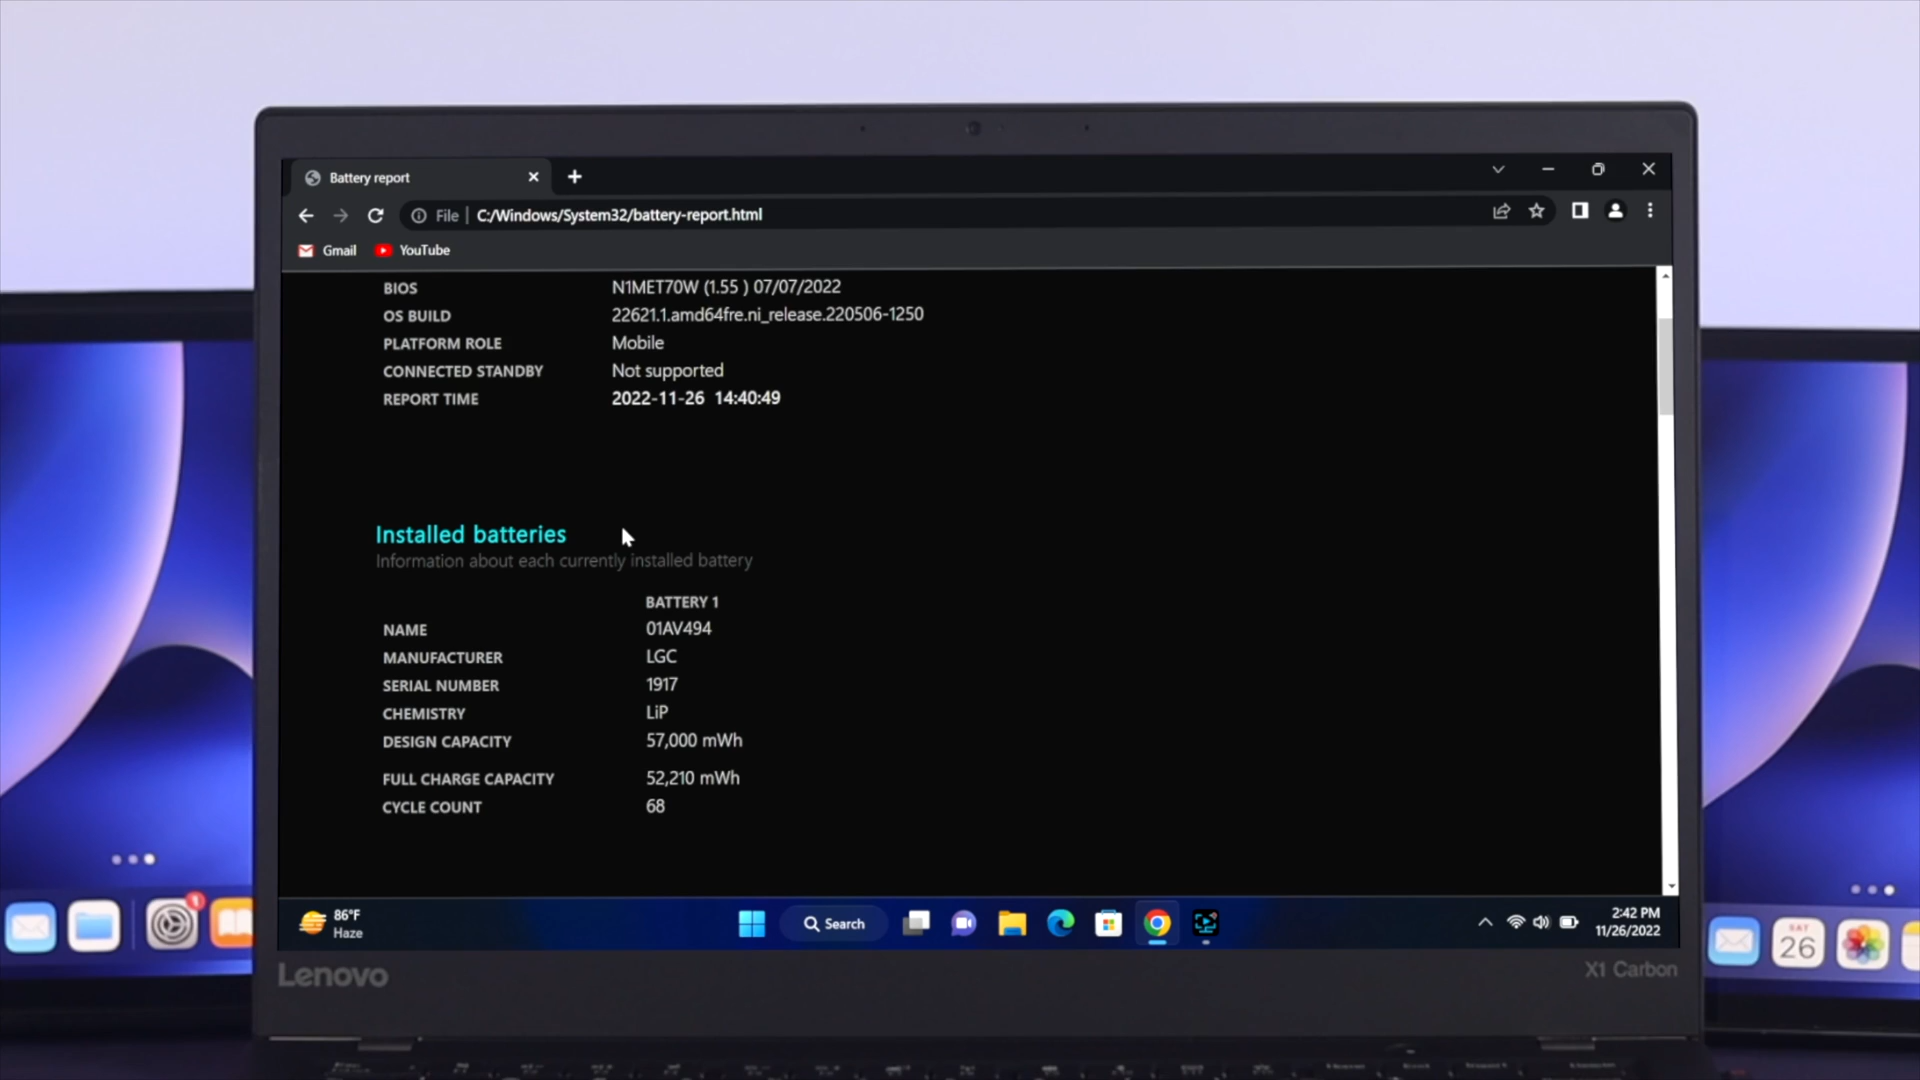 Battery report
File C:/Windows/System32/battery-report.html
Gmail YouTube
BIOS N1MET70W (1.55 ) 07/07/2022
OS BUILD 22621.1.amd64fre.ni_release.220506-1250
PLATFORM ROLE Mobile
CONNECTED STANDBY Not supported
REPORT TIME 2022-11-26 14:40:49
Installed batteries
Information about each currently installed battery
BATTERY 1
NAME 01AV494
MANUFACTURER LGC
SERIAL NUMBER 1917
CHEMISTRY LiP
DESIGN CAPACITY 57,000 mWh
FULL CHARGE CAPACITY 52,210 mWh
CYCLE COUNT 68
86°F
Haze
Search
2:42 PM
11/26/2022
1
SAT
26
Lenovo
X1 Carbon